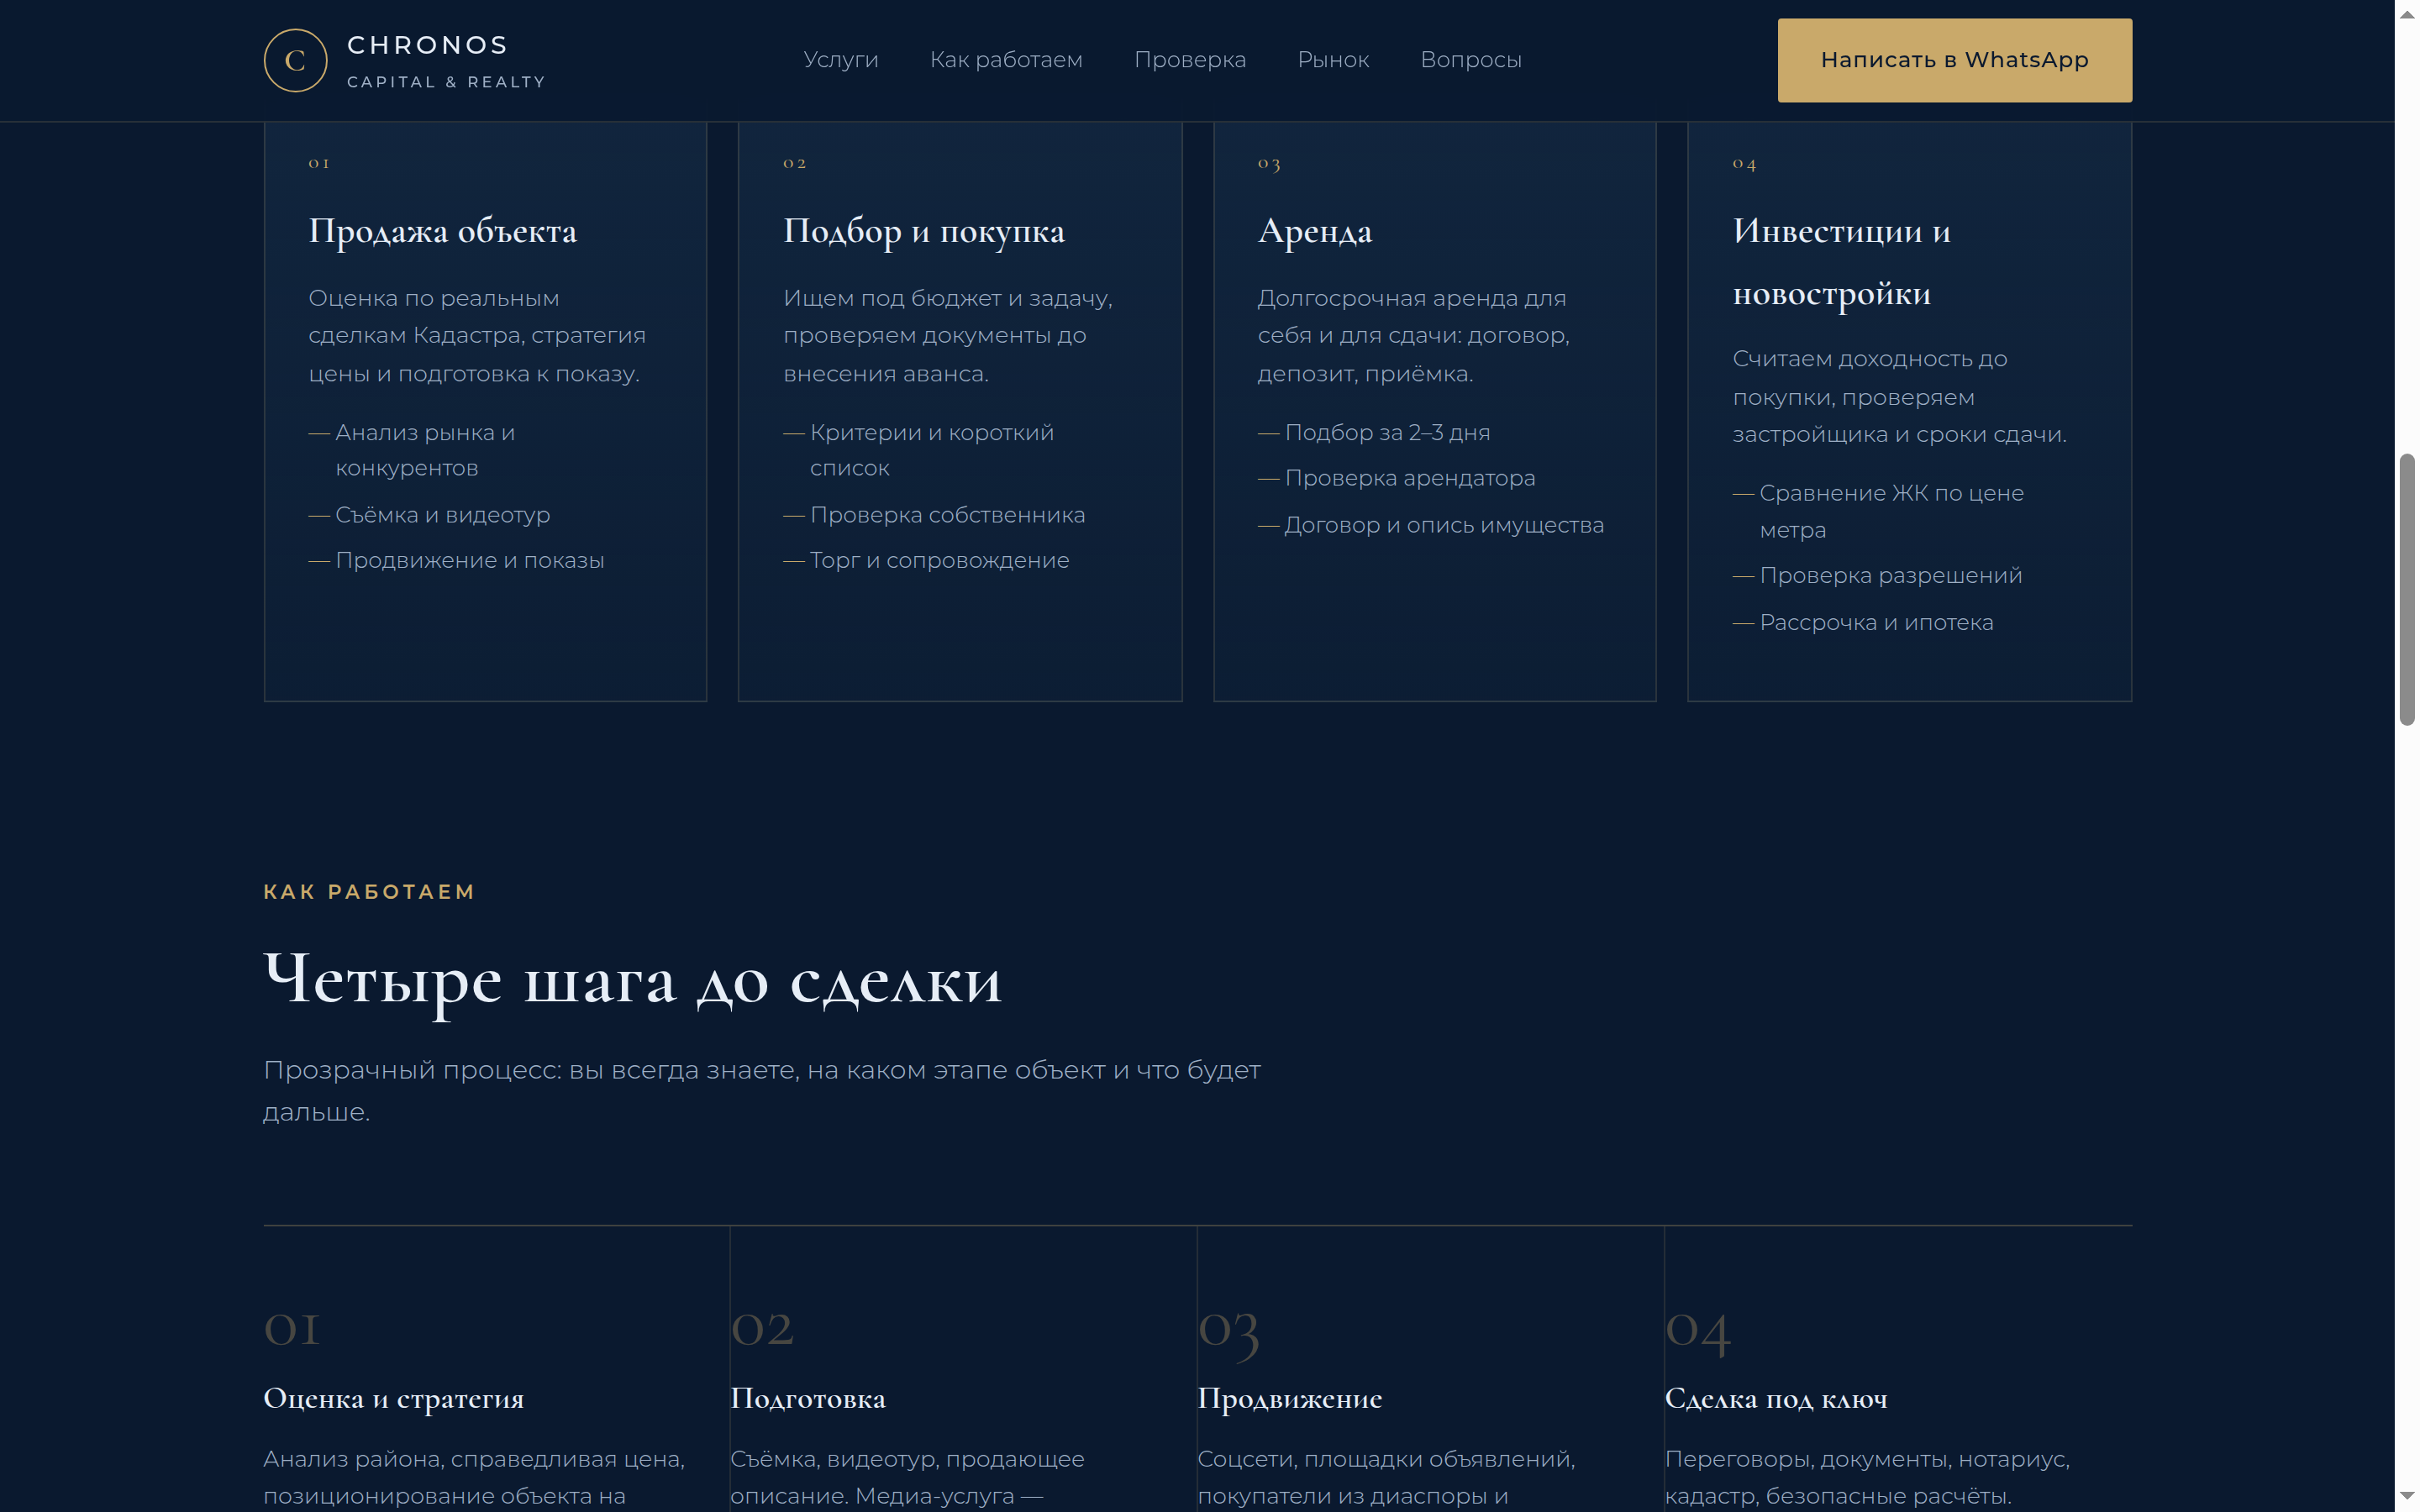 C
CHRONOS
CAPITAL & REALTY
Услуги
Как работаем
Проверка
Рынок
Вопросы
Написать в WhatsApp
01
Продажа объекта
Оценка по реальным
сделкам Кадастра, стратегия
цены и подготовка к показу.
— Анализ рынка и
конкурентов
— Съёмка и видеотур
— Продвижение и показы
02
Подбор и покупка
Ищем под бюджет и задачу,
проверяем документы до
внесения аванса.
— Критерии и короткий
список
— Проверка собственника
— Торг и сопровождение
03
Аренда
Долгосрочная аренда для
себя и для сдачи: договор,
депозит, приёмка.
— Подбор за 2–3 дня
— Проверка арендатора
— Договор и опись имущества
04
Инвестиции и
новостройки
Считаем доходность до
покупки, проверяем
застройщика и сроки сдачи.
— Сравнение ЖК по цене
метра
— Проверка разрешений
— Рассрочка и ипотека
КАК РАБОТАЕМ
Четыре шага до сделки
Прозрачный процесс: вы всегда знаете, на каком этапе объект и что будет
дальше.
01
Оценка и стратегия
Анализ района, справедливая цена,
позиционирование объекта на
02
Подготовка
Съёмка, видеотур, продающее
описание. Медиа-услуга —
03
Продвижение
Соцсети, площадки объявлений,
покупатели из диаспоры и
04
Сделка под ключ
Переговоры, документы, нотариус,
кадастр, безопасные расчёты.